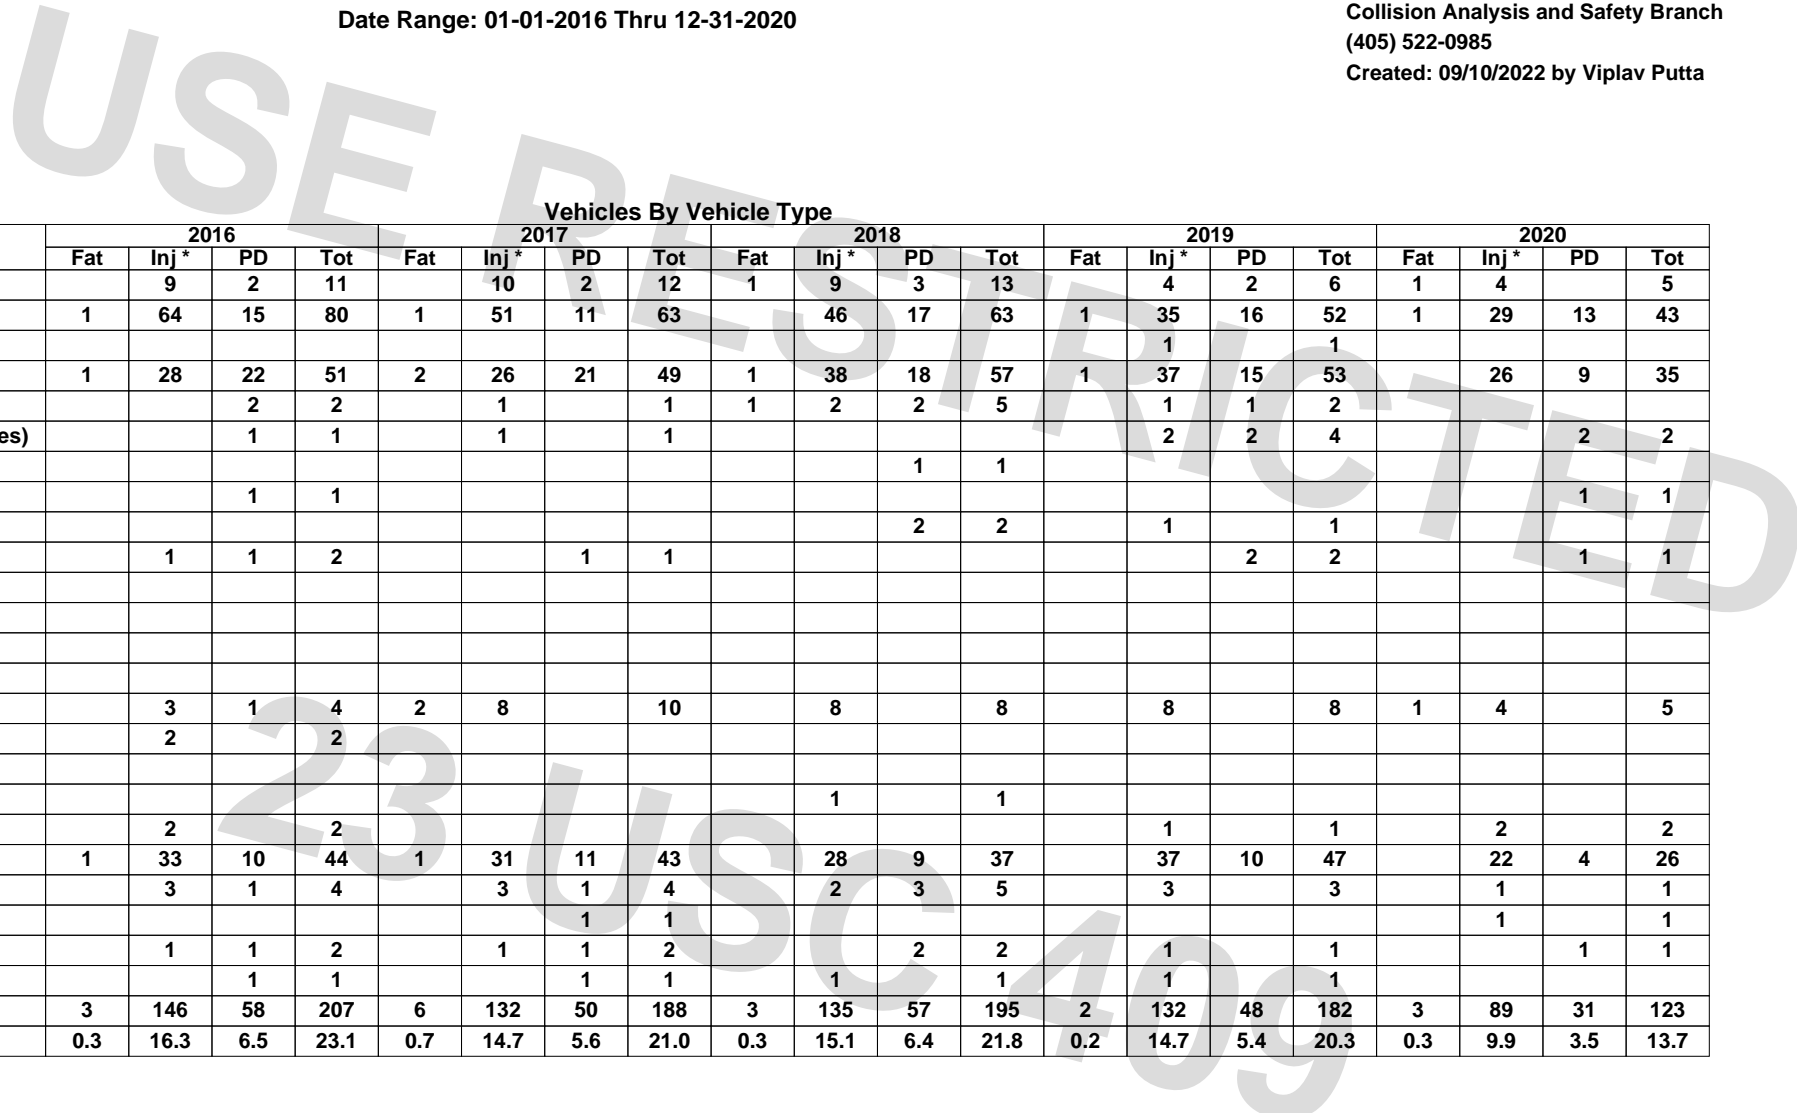 Date Range: 01-01-2016 Thru 12-31-2020
Collision Analysis and Safety Branch
(405) 522-0985
Created: 09/10/2022 by Viplav Putta
USE RESTRICTED
23 USC 409
Vehicles By Vehicle Type
2016 2017 2018 2019 2020
Fat Inj * PD Tot Fat Inj * PD Tot Fat Inj * PD Tot Fat Inj * PD Tot Fat Inj * PD Tot
9 2 11 10 2 12 1 9 3 13 4 2 6 1 4 5
1 64 15 80 1 51 11 63 46 17 63 1 35 16 52 1 29 13 43
1 1
1 28 22 51 2 26 21 49 1 38 18 57 1 37 15 53 26 9 35
2 2 1 1 1 2 2 5 1 1 2
es) 1 1 1 1 2 2 4 2 2
1 1
1 1 1 1
2 2 1 1
1 1 2 1 1 2 2 1 1
3 1 4 2 8 10 8 8 8 8 1 4 5
2 2
1 1
2 2 1 1 2 2
1 33 10 44 1 31 11 43 28 9 37 37 10 47 22 4 26
3 1 4 3 1 4 2 3 5 3 3 1 1
1 1 1 1
1 1 2 1 1 2 2 2 1 1 1 1
1 1 1 1 1 1 1 1
3 146 58 207 6 132 50 188 3 135 57 195 2 132 48 182 3 89 31 123
0.3 16.3 6.5 23.1 0.7 14.7 5.6 21.0 0.3 15.1 6.4 21.8 0.2 14.7 5.4 20.3 0.3 9.9 3.5 13.7